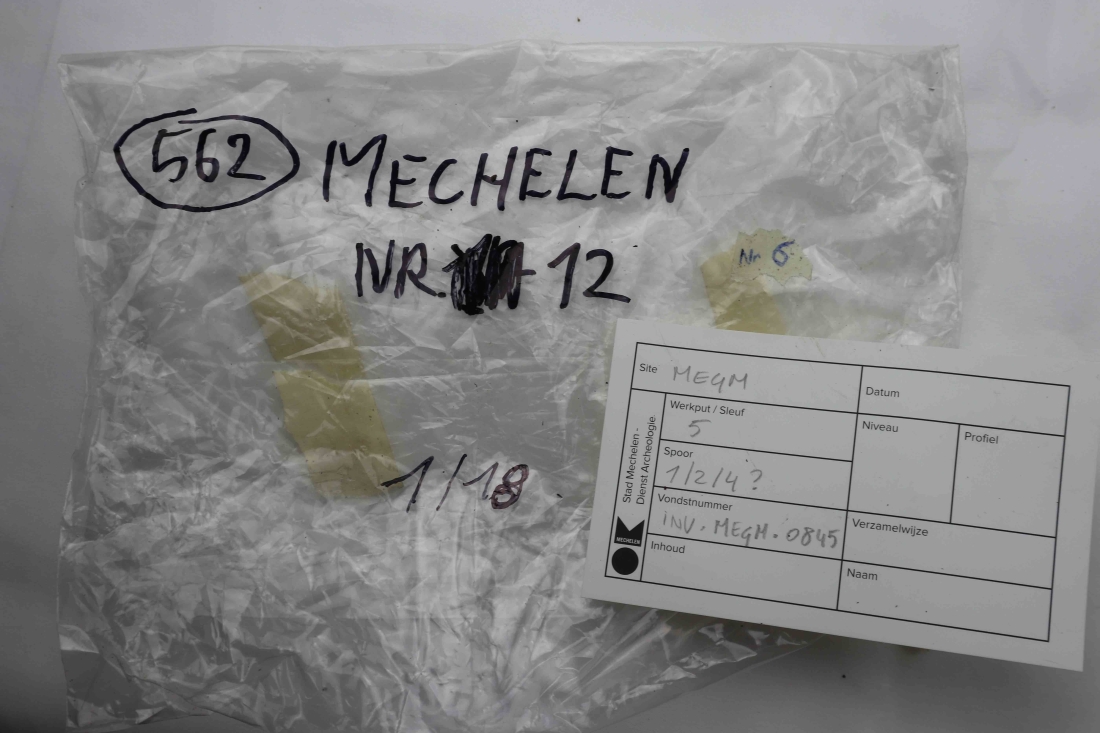 562 MECHELEN
NR. 12
Nr 6
1/18
Site MEGM
Datum
Werkput / Sleuf
5
Niveau
Profiel
Spoor
1/2/4?
Vondstnummer
INV. MEGM. 0845
Verzamelwijze
Inhoud
Naam
Stad Mechelen -
Dienst Archeologie
MECHELEN